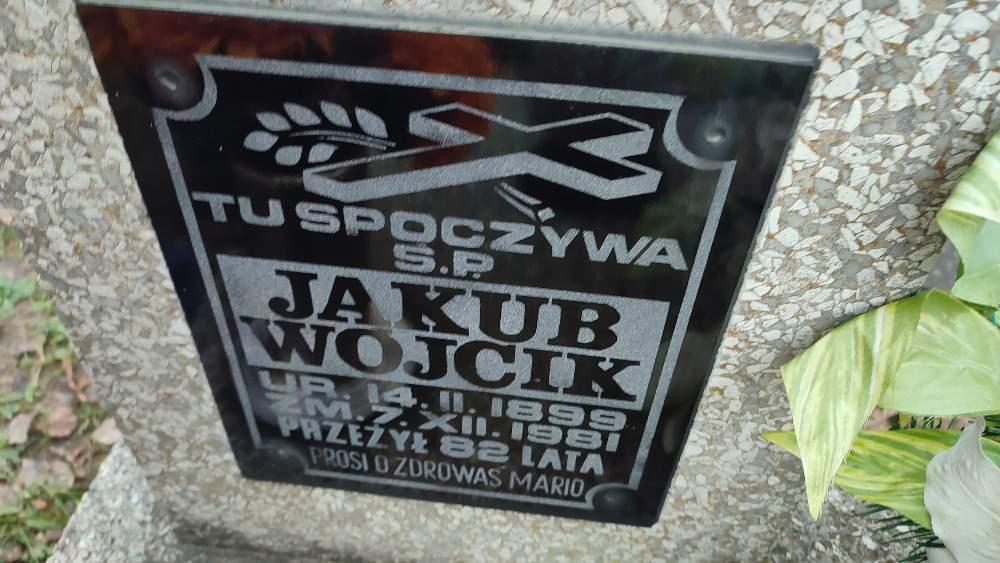 TU SPOCZYWA
Ś.P.
JAKUB
WOJCIK
UR. 14.II.1899
ZM.7.XII.1981
PRZEŻYŁ 82 LATA
PROSI O ZDROWAŚ MARIO